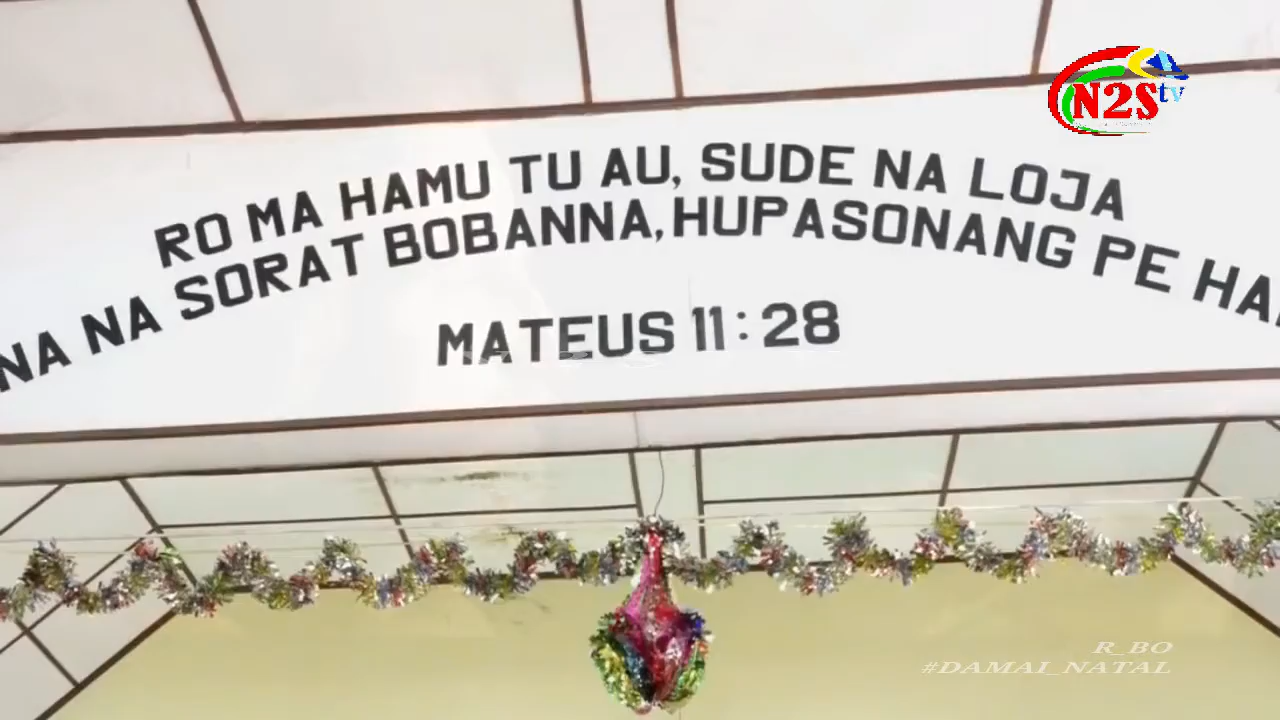 N2S tv
RO MA HAMU TU AU, SUDE NA LOJA
NA NA SORAT BOBANNA, HUPASONANG PE HA
MATEUS 11:28
R_BO
#DAMAI_NATAL